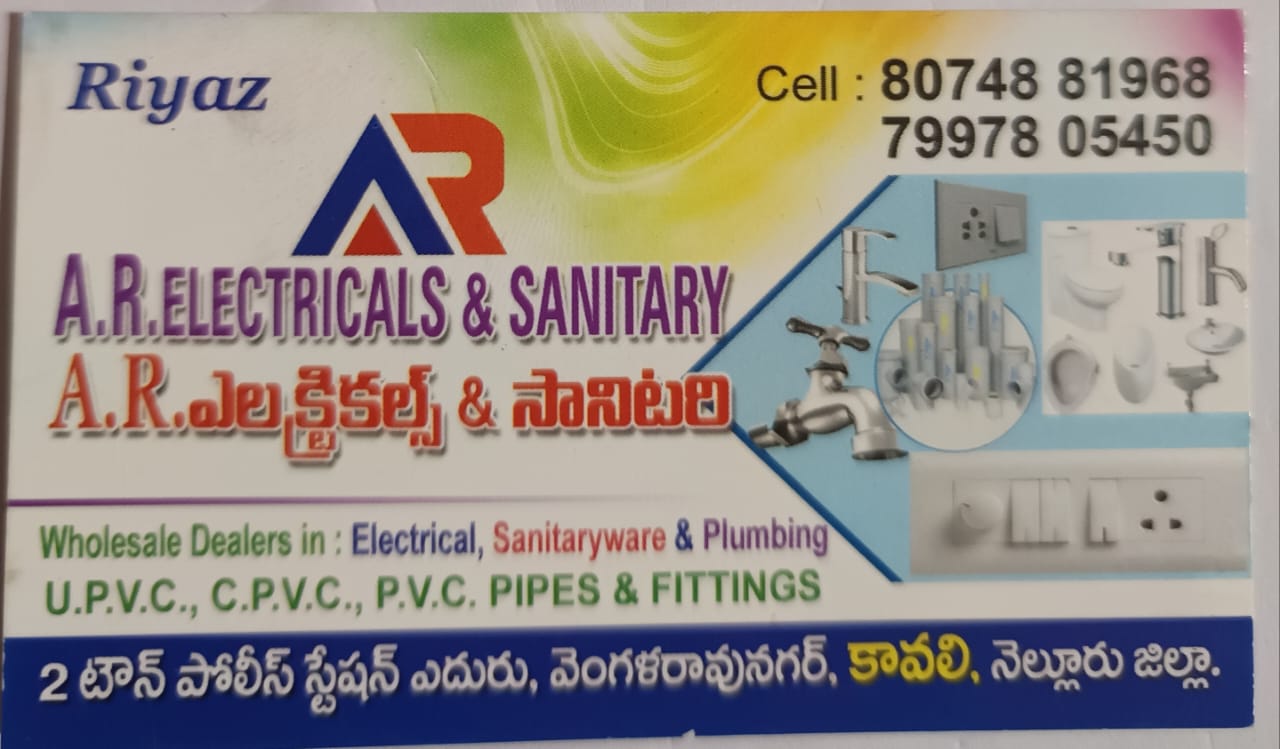 Riyaz
Cell : 80748 81968
79978 05450
AR
A.R.ELECTRICALS & SANITARY
A.R.ఎలక్ట్రికల్స్ & సానిటరి
Wholesale Dealers in : Electrical, Sanitaryware & Plumbing
U.P.V.C., C.P.V.C., P.V.C. PIPES & FITTINGS
2 టౌన్ పోలీస్ స్టేషన్ ఎదురు, వెంగళరావునగర్, కావలి, నెల్లూరు జిల్లా.